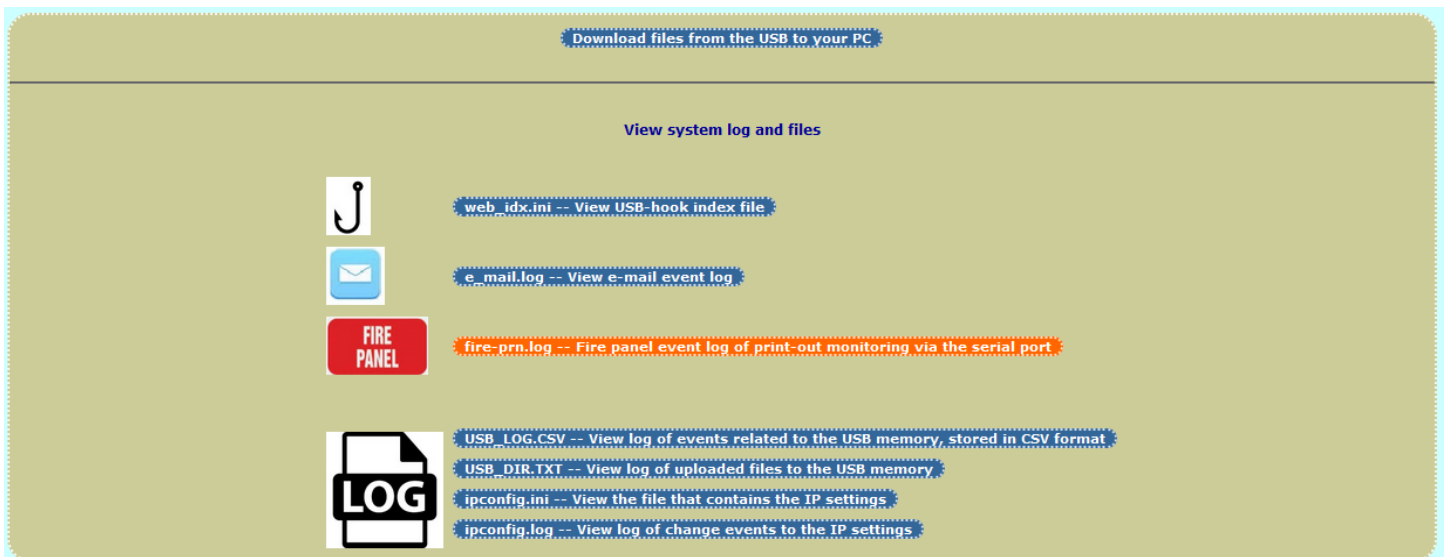 Download files from the USB to your PC
View system log and files
web_idx.ini -- View USB-hook index file
e_mail.log -- View e-mail event log
FIRE
PANEL
fire-prn.log -- Fire panel event log of print-out monitoring via the serial port
LOG
USB_LOG.CSV -- View log of events related to the USB memory, stored in CSV format
USB_DIR.TXT -- View log of uploaded files to the USB memory
ipconfig.ini -- View the file that contains the IP settings
ipconfig.log -- View log of change events to the IP settings